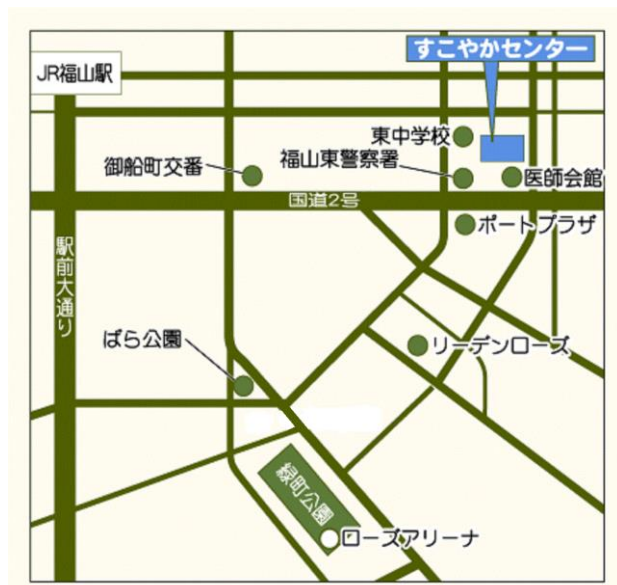 すこやかセンター
JR福山駅
東中学校
御船町交番
福山東警察署
医師会館
国道2号
ポートプラザ
駅前大通り
ばら公園
リーデンローズ
緑町公園
ローズアリーナ